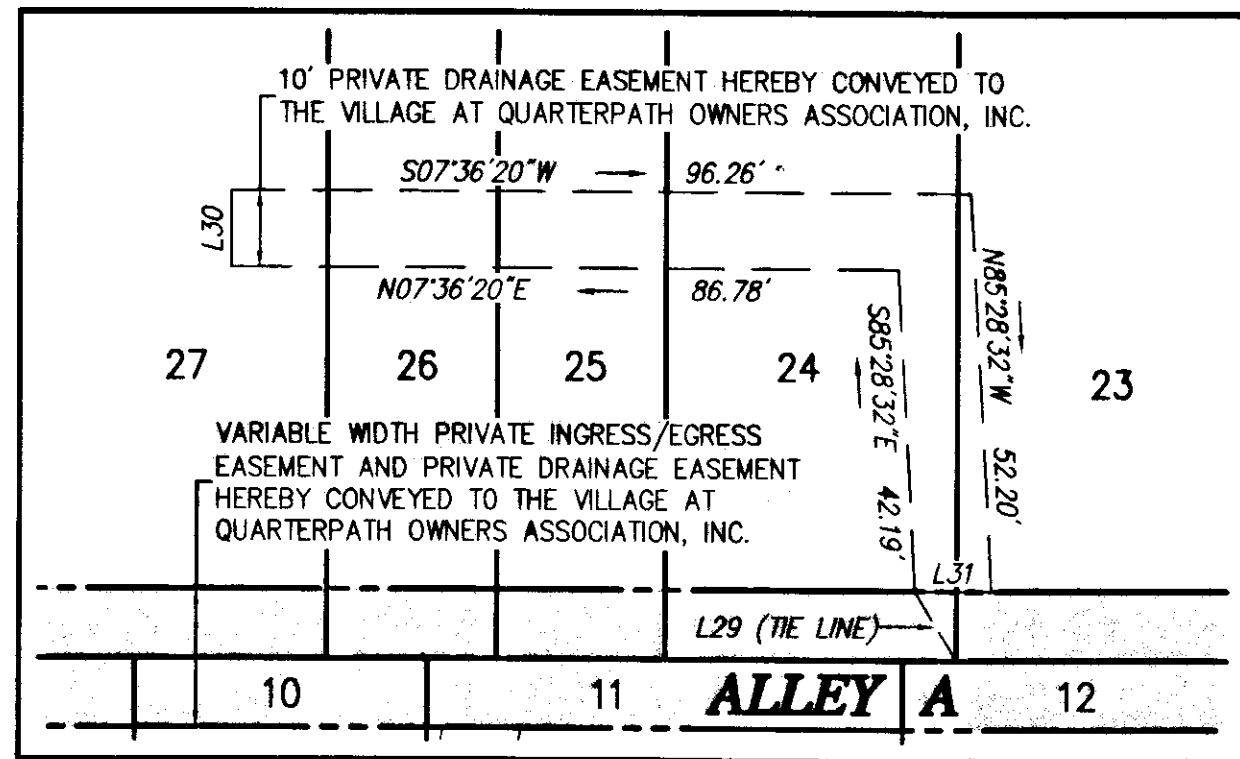 10' PRIVATE DRAINAGE EASEMENT HEREBY CONVEYED TO
THE VILLAGE AT QUARTERPATH OWNERS ASSOCIATION, INC.
S07°36'20"W 96.26'
L30
N07°36'20"E 86.78'
N85°28'32"W 52.20'
S85°28'32"E 42.19'
27 26 25 24 23
VARIABLE WIDTH PRIVATE INGRESS/EGRESS
EASEMENT AND PRIVATE DRAINAGE EASEMENT
HEREBY CONVEYED TO THE VILLAGE AT
QUARTERPATH OWNERS ASSOCIATION, INC.
L31
L29 (TIE LINE)
10 11 ALLEY A 12